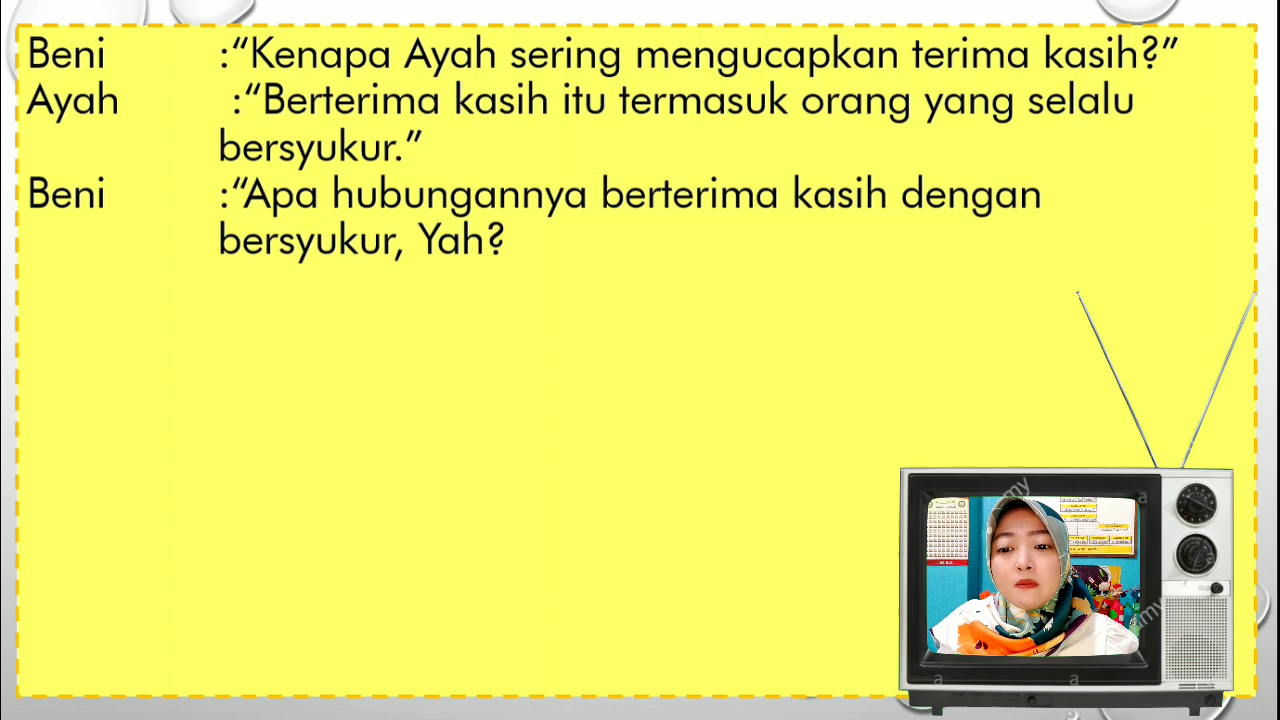 Beni :“Kenapa Ayah sering mengucapkan terima kasih?”
Ayah :“Berterima kasih itu termasuk orang yang selalu
bersyukur.”
Beni :“Apa hubungannya berterima kasih dengan
bersyukur, Yah?